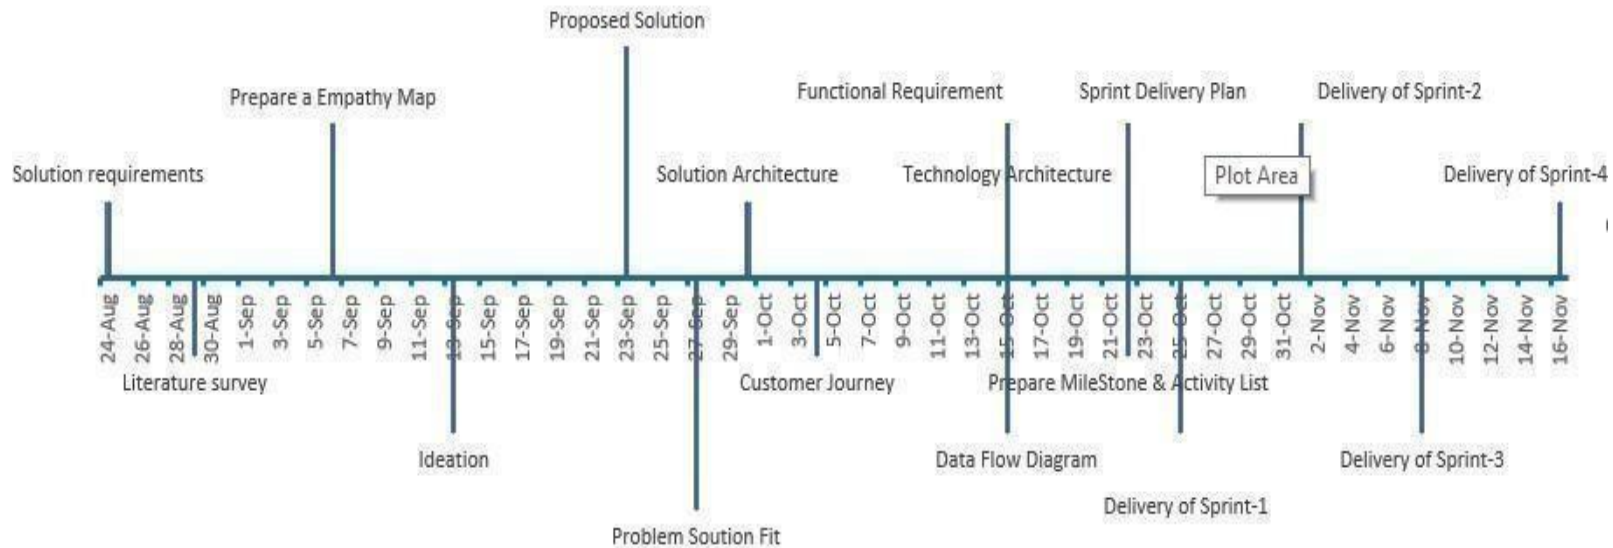 Proposed Solution
Prepare a Empathy Map
Functional Requirement
Sprint Delivery Plan
Delivery of Sprint-2
Solution requirements
Solution Architecture
Technology Architecture
Plot Area
Delivery of Sprint-4
24-Aug
26-Aug
28-Aug
30-Aug
1-Sep
3-Sep
5-Sep
7-Sep
9-Sep
11-Sep
13-Sep
15-Sep
17-Sep
19-Sep
21-Sep
23-Sep
25-Sep
27-Sep
29-Sep
1-Oct
3-Oct
5-Oct
7-Oct
9-Oct
11-Oct
13-Oct
15-Oct
17-Oct
19-Oct
21-Oct
23-Oct
25-Oct
27-Oct
29-Oct
31-Oct
2-Nov
4-Nov
6-Nov
8-Nov
10-Nov
12-Nov
14-Nov
16-Nov
Literature survey
Customer Journey
Prepare MileStone & Activity List
Ideation
Data Flow Diagram
Delivery of Sprint-3
Delivery of Sprint-1
Problem Soution Fit